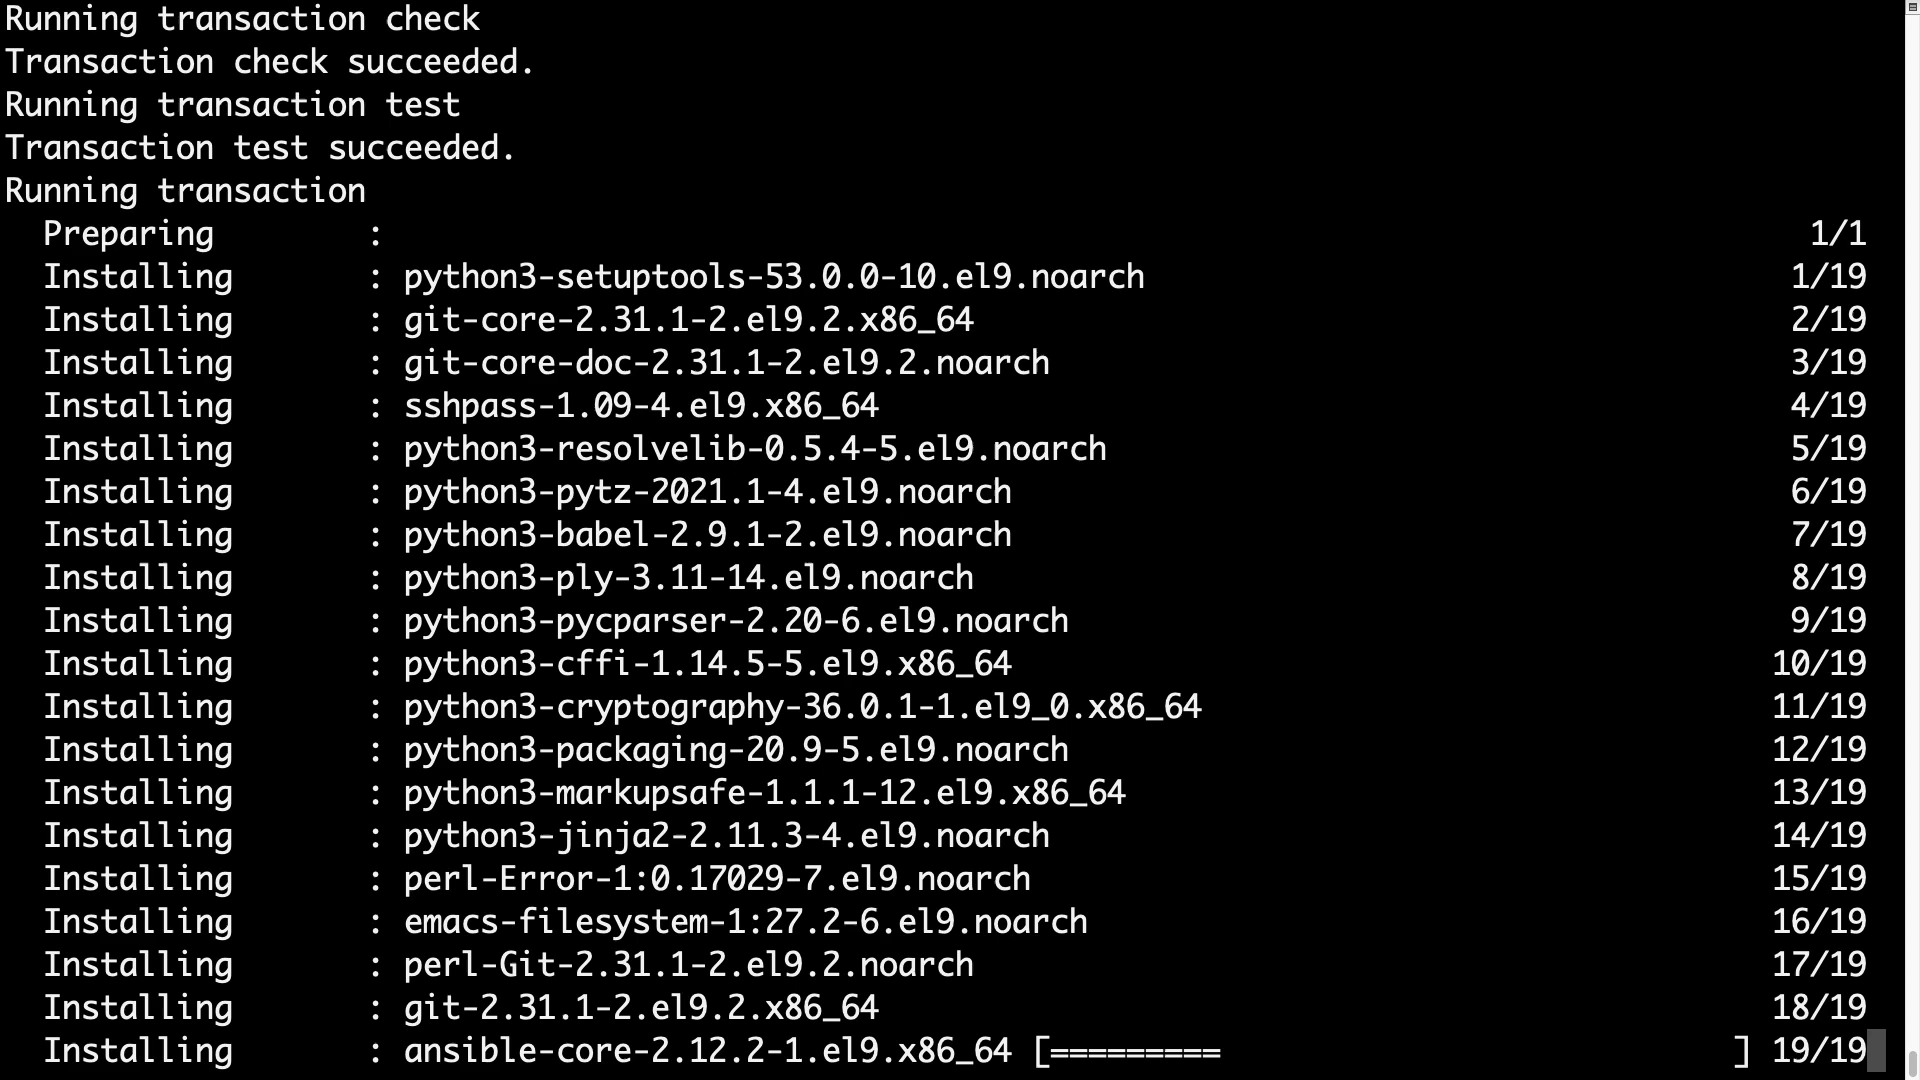 Running transaction check
Transaction check succeeded.
Running transaction test
Transaction test succeeded.
Running transaction
  Preparing        :                                                                           1/1
  Installing       : python3-setuptools-53.0.0-10.el9.noarch                                  1/19
  Installing       : git-core-2.31.1-2.el9.2.x86_64                                           2/19
  Installing       : git-core-doc-2.31.1-2.el9.2.noarch                                       3/19
  Installing       : sshpass-1.09-4.el9.x86_64                                                4/19
  Installing       : python3-resolvelib-0.5.4-5.el9.noarch                                    5/19
  Installing       : python3-pytz-2021.1-4.el9.noarch                                         6/19
  Installing       : python3-babel-2.9.1-2.el9.noarch                                         7/19
  Installing       : python3-ply-3.11-14.el9.noarch                                           8/19
  Installing       : python3-pycparser-2.20-6.el9.noarch                                      9/19
  Installing       : python3-cffi-1.14.5-5.el9.x86_64                                        10/19
  Installing       : python3-cryptography-36.0.1-1.el9_0.x86_64                              11/19
  Installing       : python3-packaging-20.9-5.el9.noarch                                     12/19
  Installing       : python3-markupsafe-1.1.1-12.el9.x86_64                                  13/19
  Installing       : python3-jinja2-2.11.3-4.el9.noarch                                      14/19
  Installing       : perl-Error-1:0.17029-7.el9.noarch                                       15/19
  Installing       : emacs-filesystem-1:27.2-6.el9.noarch                                    16/19
  Installing       : perl-Git-2.31.1-2.el9.2.noarch                                          17/19
  Installing       : git-2.31.1-2.el9.2.x86_64                                               18/19
  Installing       : ansible-core-2.12.2-1.el9.x86_64 [=========                           ] 19/19